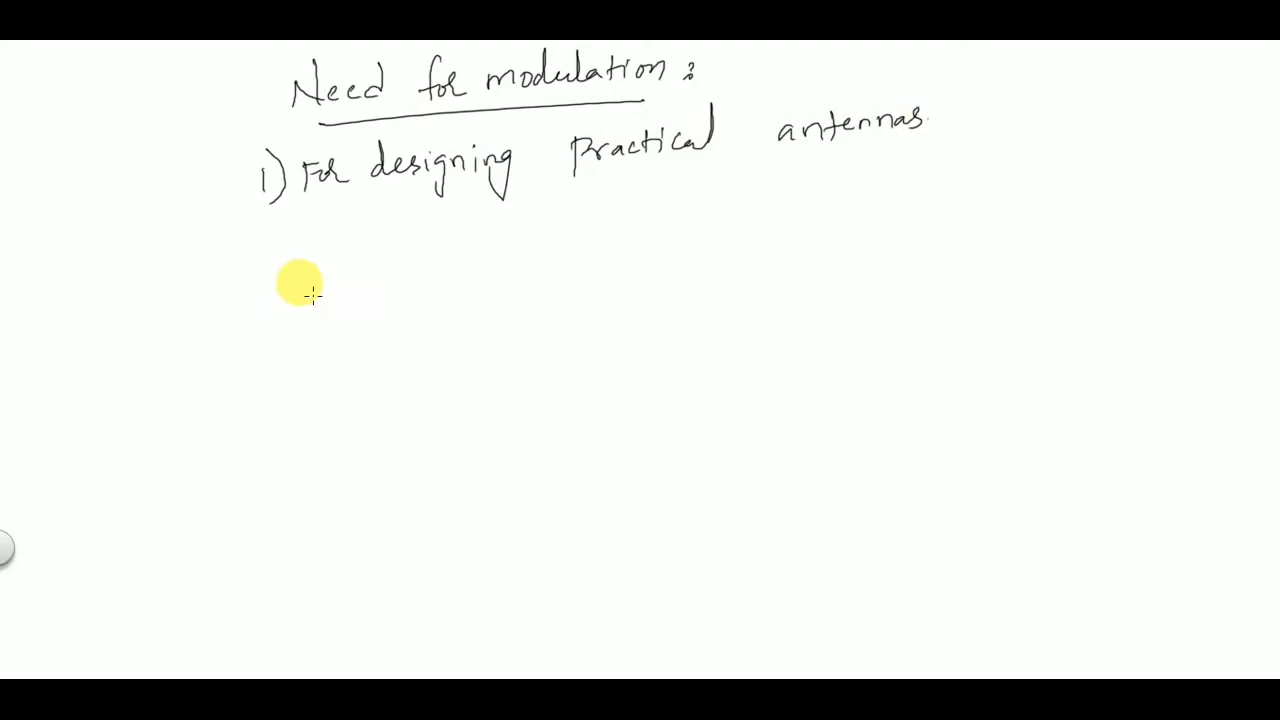 Need for modulation :
1) For designing practical antennas.